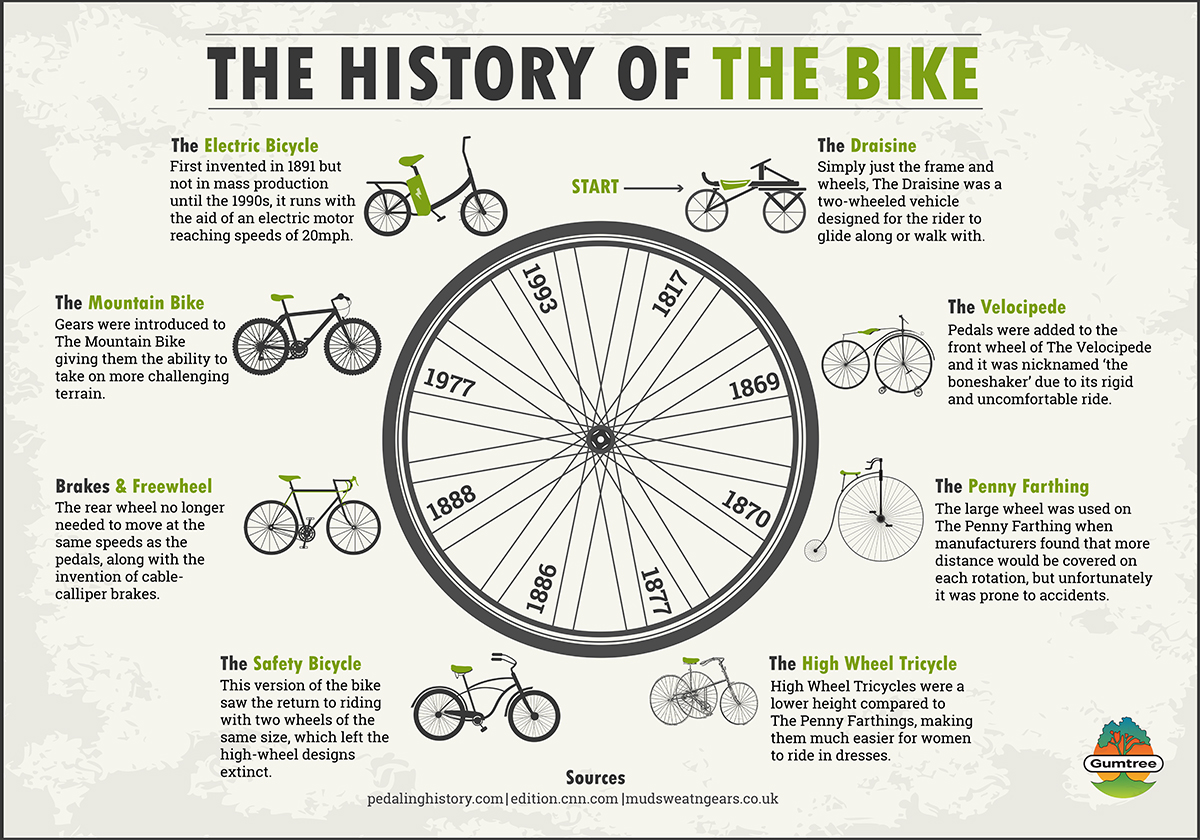 THE HISTORY OF THE BIKE
START
The Draisine
Simply just the frame and
wheels, The Draisine was a
two-wheeled vehicle
designed for the rider to
glide along or walk with.
1817
The Velocipede
Pedals were added to the
front wheel of The Velocipede
and it was nicknamed ‘the
boneshaker’ due to its rigid
and uncomfortable ride.
1869
The Penny Farthing
The large wheel was used on
The Penny Farthing when
manufacturers found that more
distance would be covered on
each rotation, but unfortunately
it was prone to accidents.
1870
The High Wheel Tricycle
High Wheel Tricycles were a
lower height compared to
The Penny Farthings, making
them much easier for women
to ride in dresses.
1877
The Safety Bicycle
This version of the bike
saw the return to riding
with two wheels of the
same size, which left the
high-wheel designs
extinct.
1886
Brakes & Freewheel
The rear wheel no longer
needed to move at the
same speeds as the
pedals, along with the
invention of cable-
calliper brakes.
1888
The Mountain Bike
Gears were introduced to
The Mountain Bike
giving them the ability to
take on more challenging
terrain.
1977
The Electric Bicycle
First invented in 1891 but
not in mass production
until the 1990s, it runs with
the aid of an electric motor
reaching speeds of 20mph.
1993
Sources
pedalinghistory.com|edition.cnn.com |mudsweatngears.co.uk
Gumtree